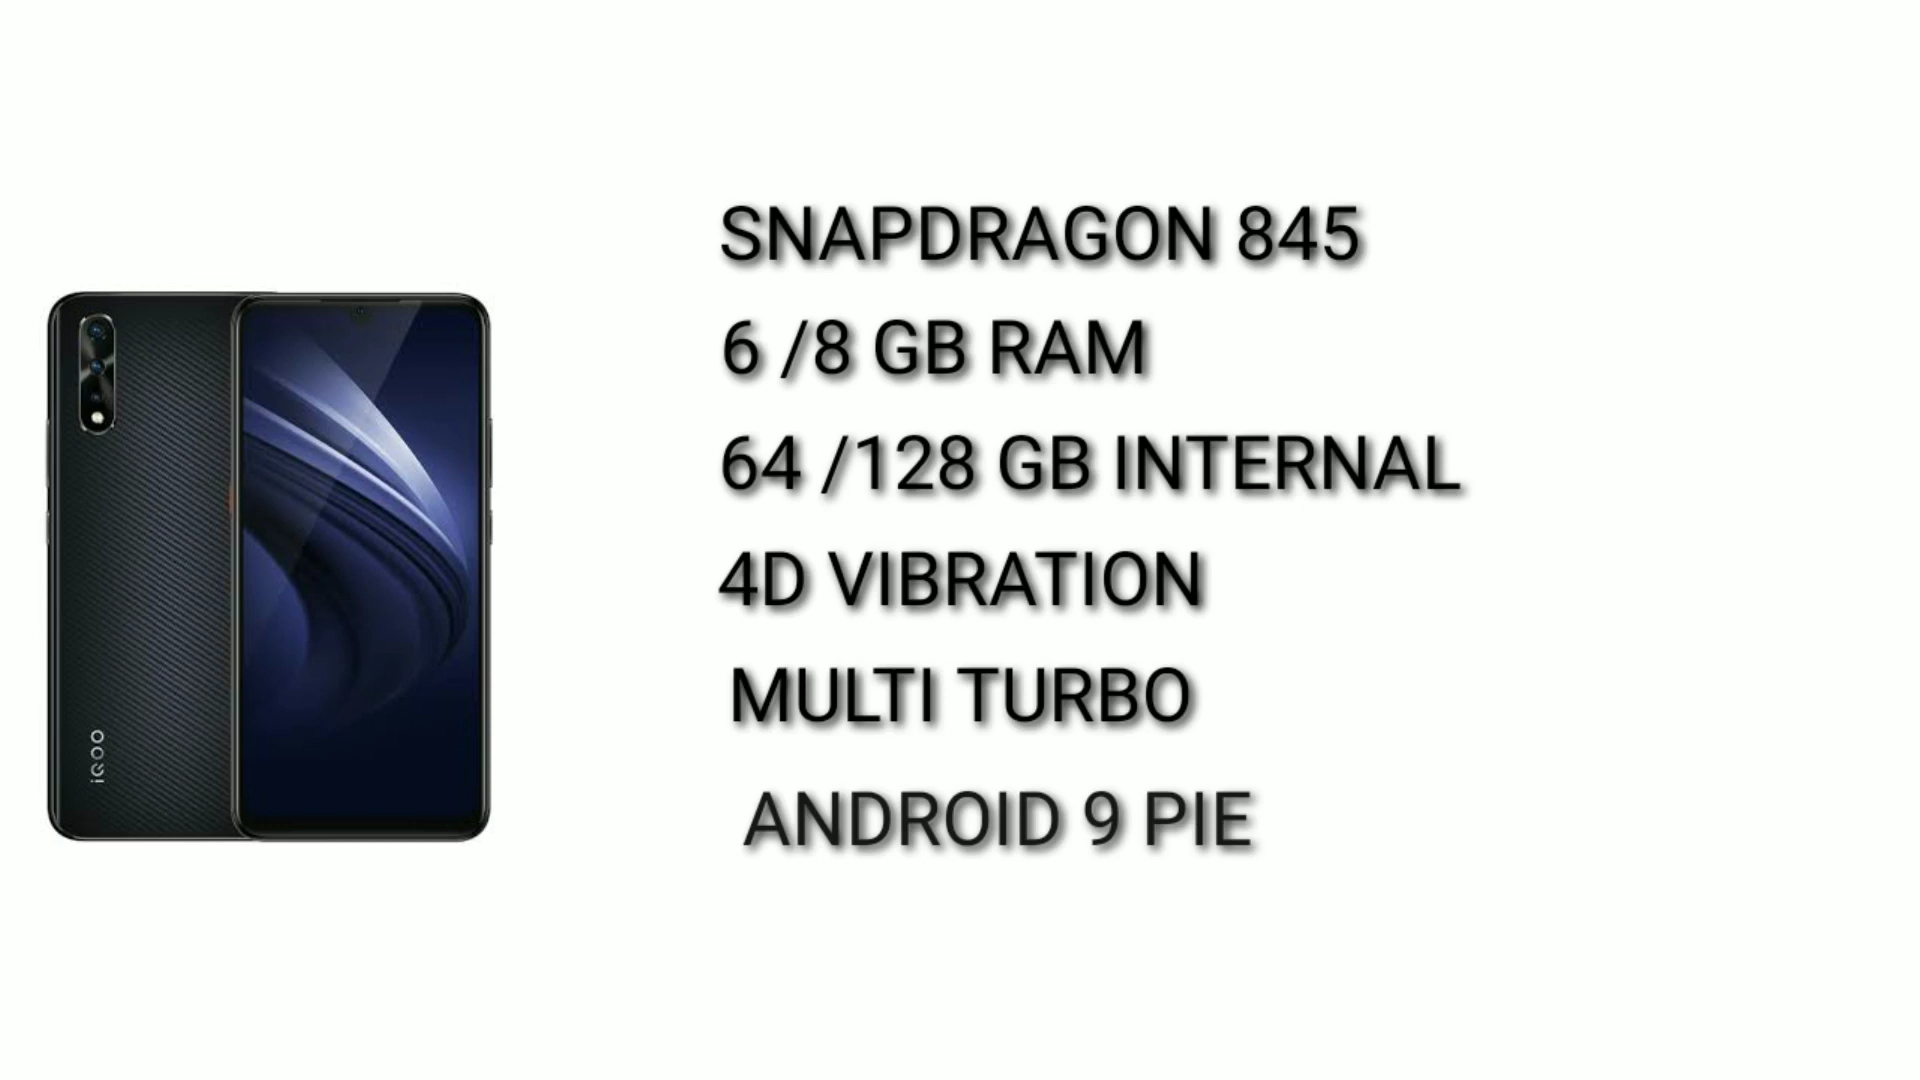 SNAPDRAGON 845
6 /8 GB RAM
64 /128 GB INTERNAL
4D VIBRATION
MULTI TURBO
ANDROID 9 PIE
iQOO